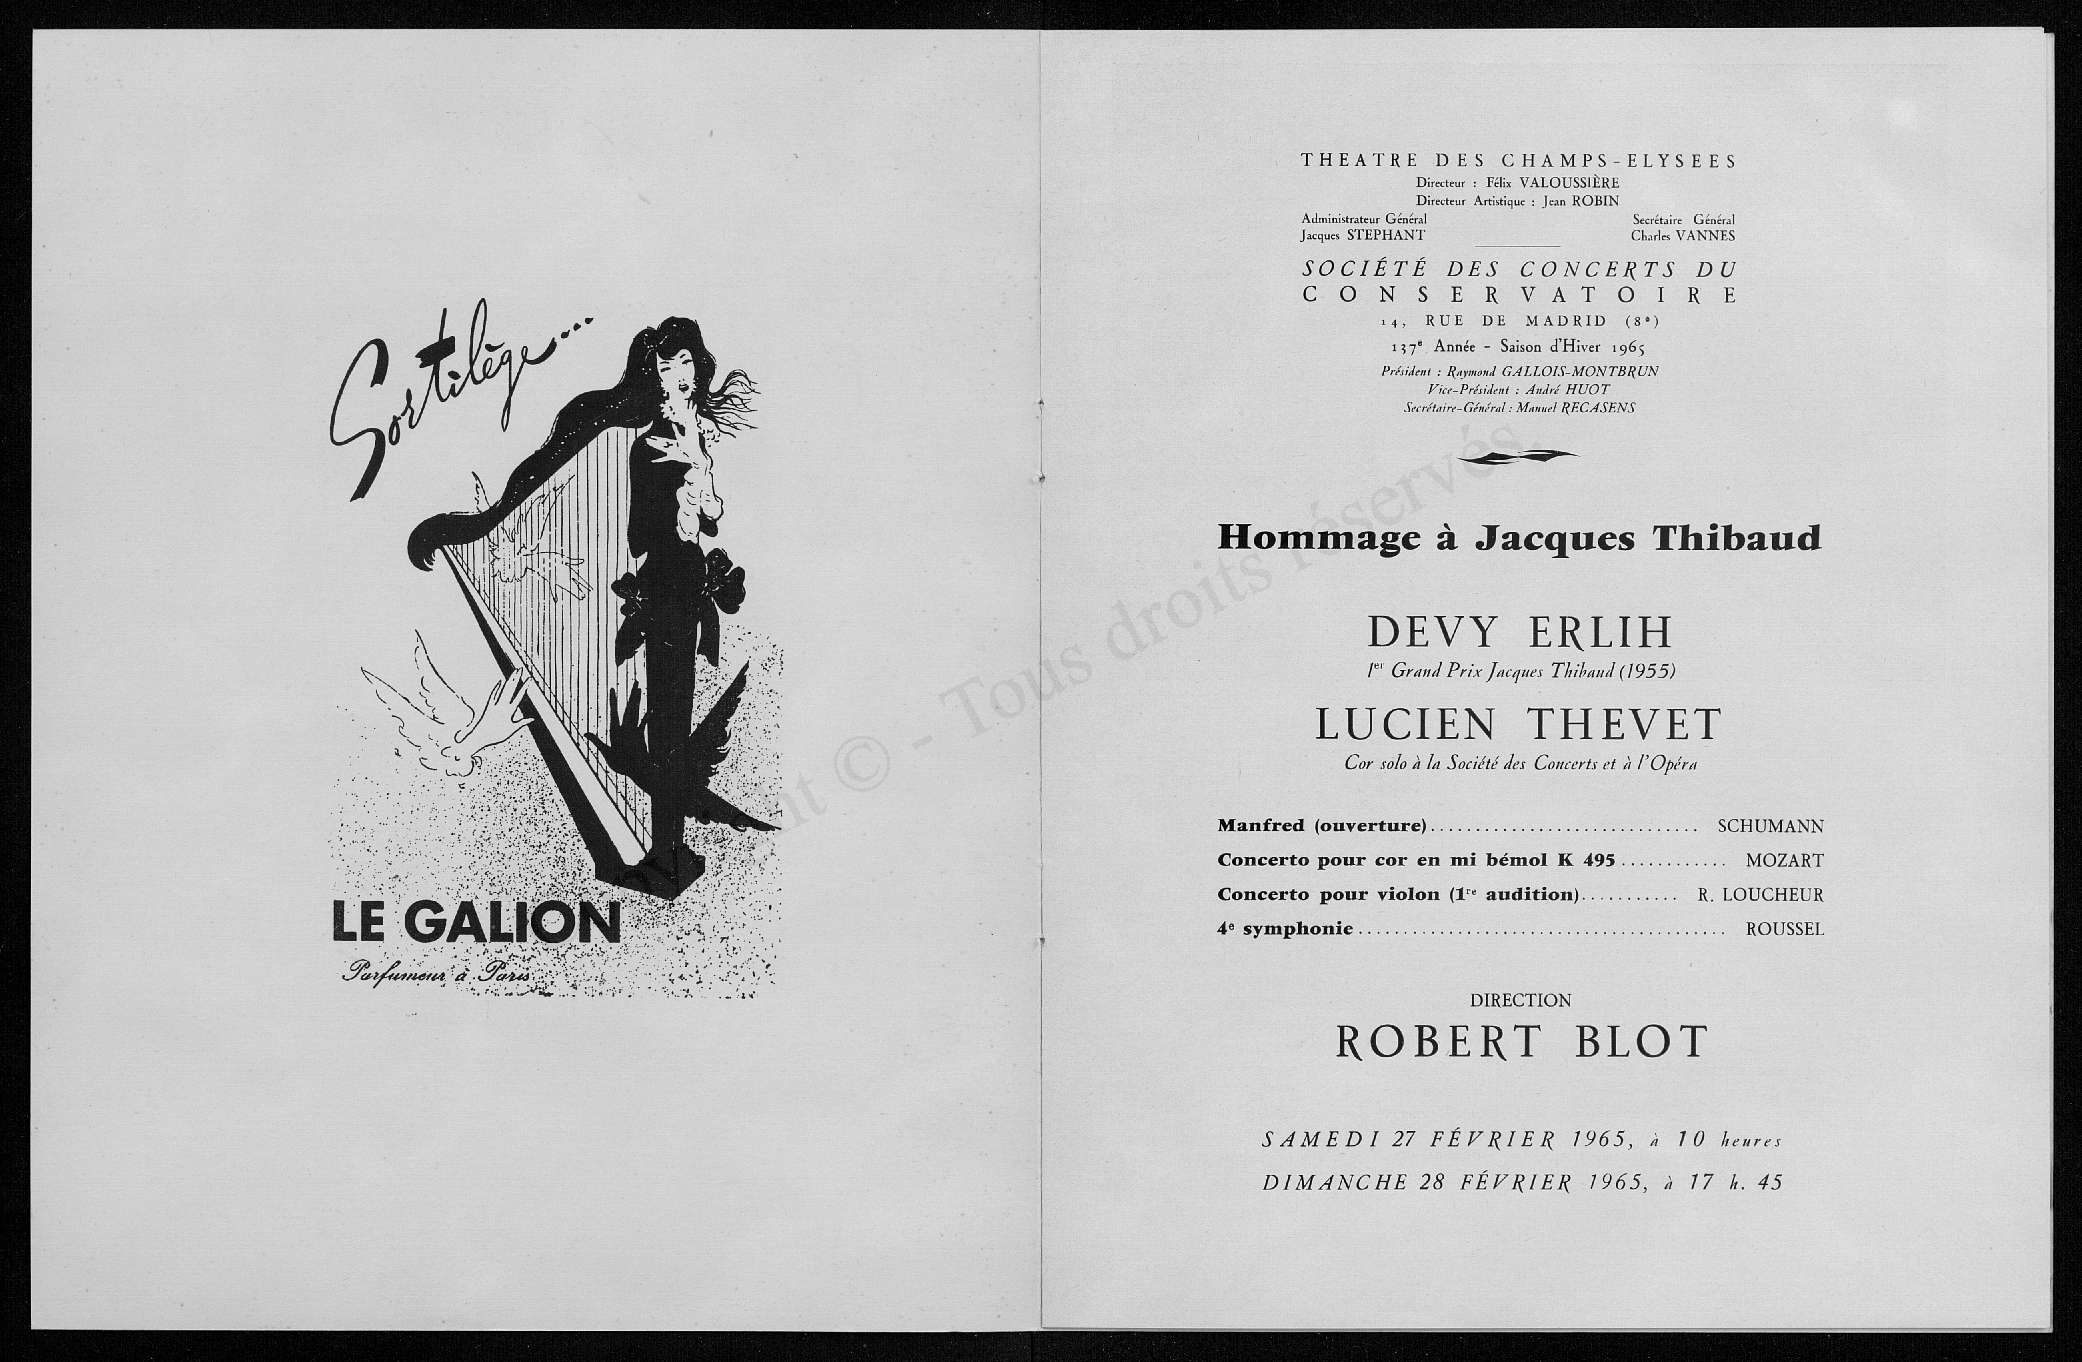 Sortilège...
LE GALION
Parfumeur à Paris
THEATRE DES CHAMPS-ELYSEES
Directeur : Félix VALOUSSIÈRE
Directeur Artistique : Jean ROBIN
Administrateur Général Secrétaire Général
Jacques STEPHANT Charles VANNES
SOCIÉTÉ DES CONCERTS DU
CONSERVATOIRE
14, RUE DE MADRID (8e)
137e Année - Saison d'Hiver 1965
Président : Raymond GALLOIS-MONTBRUN
Vice-Président : André HUOT
Secrétaire-Général : Manuel RECASENS
Hommage à Jacques Thibaud
DEVY ERLIH
1er Grand Prix Jacques Thibaud (1955)
LUCIEN THEVET
Cor solo à la Société des Concerts et à l'Opéra
Manfred (ouverture).............................. SCHUMANN
Concerto pour cor en mi bémol K 495............ MOZART
Concerto pour violon (1re audition)........... R. LOUCHEUR
4e symphonie......................................... ROUSSEL
DIRECTION
ROBERT BLOT
SAMEDI 27 FÉVRIER 1965, à 10 heures
DIMANCHE 28 FÉVRIER 1965, à 17 h. 45
© - Tous droits réservés.